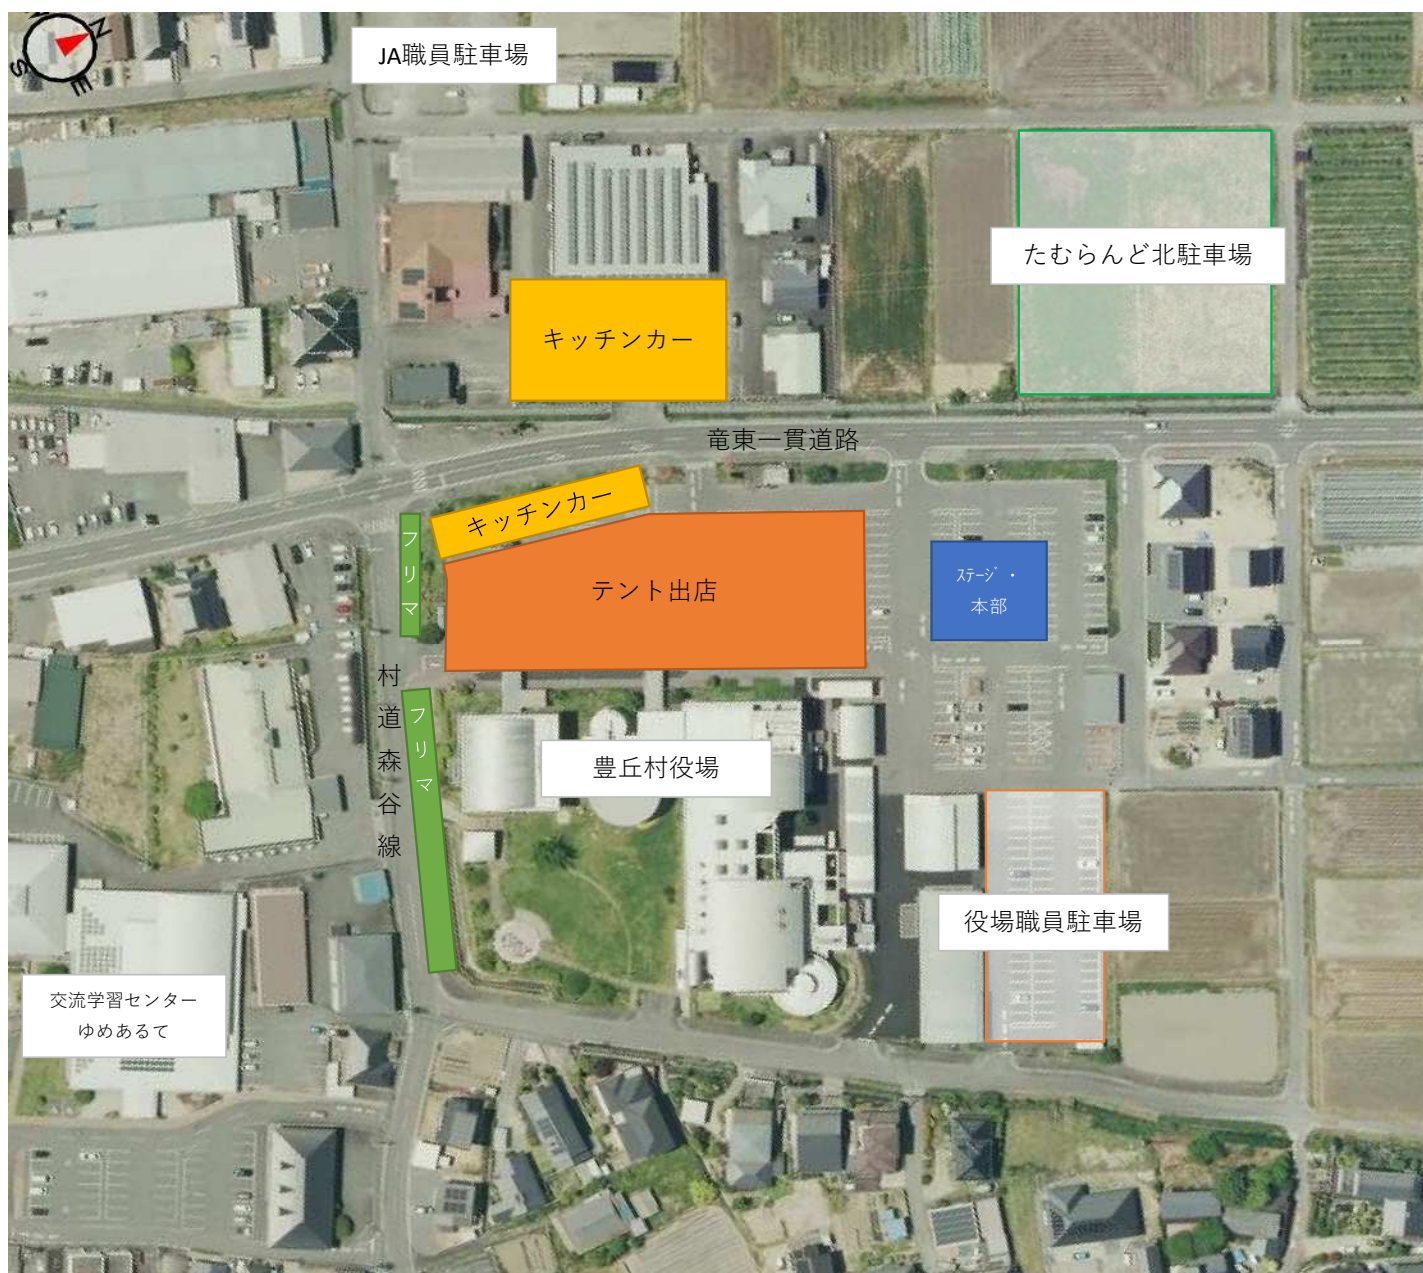 N
S
E
JA職員駐車場
たむらんど北駐車場
キッチンカー
竜東一貫道路
キッチンカー
フリマ
テント出店
ｽﾃｰｼﾞ・
本部
村道森谷線
フリマ
豊丘村役場
役場職員駐車場
交流学習センター
ゆめあるて